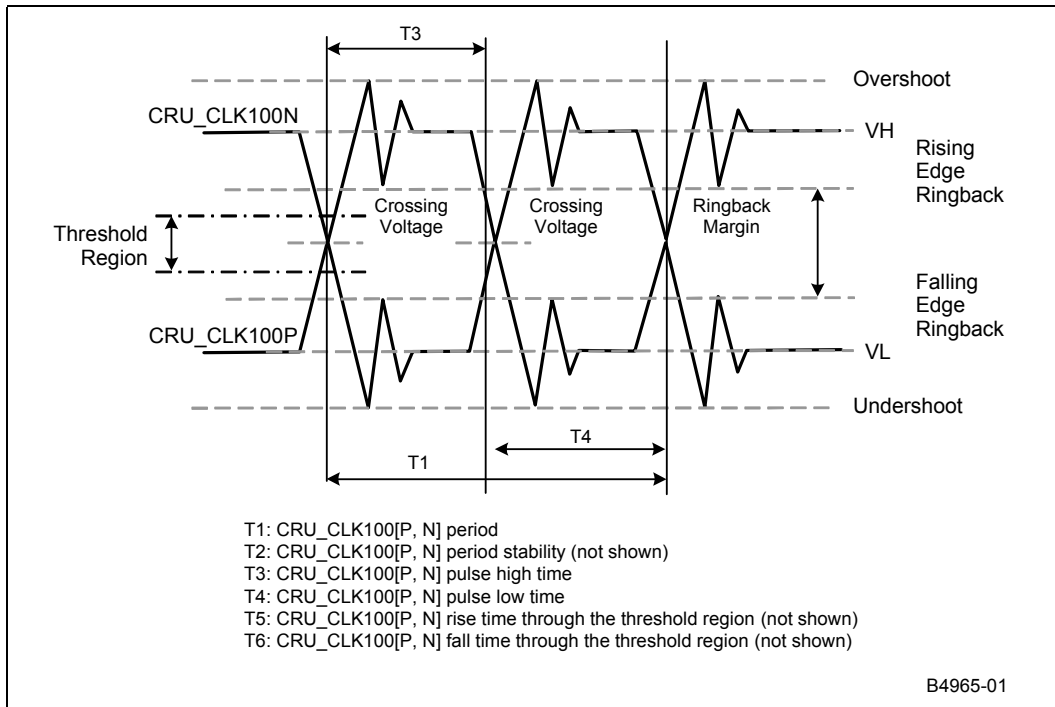 T3
Overshoot
CRU_CLK100N
VH
Rising
Edge
Ringback
Crossing
Voltage
Crossing
Voltage
Ringback
Margin
Threshold
Region
Falling
Edge
Ringback
CRU_CLK100P
VL
Undershoot
T4
T1
T1: CRU_CLK100[P, N] period
T2: CRU_CLK100[P, N] period stability (not shown)
T3: CRU_CLK100[P, N] pulse high time
T4: CRU_CLK100[P, N] pulse low time
T5: CRU_CLK100[P, N] rise time through the threshold region (not shown)
T6: CRU_CLK100[P, N] fall time through the threshold region (not shown)
B4965-01